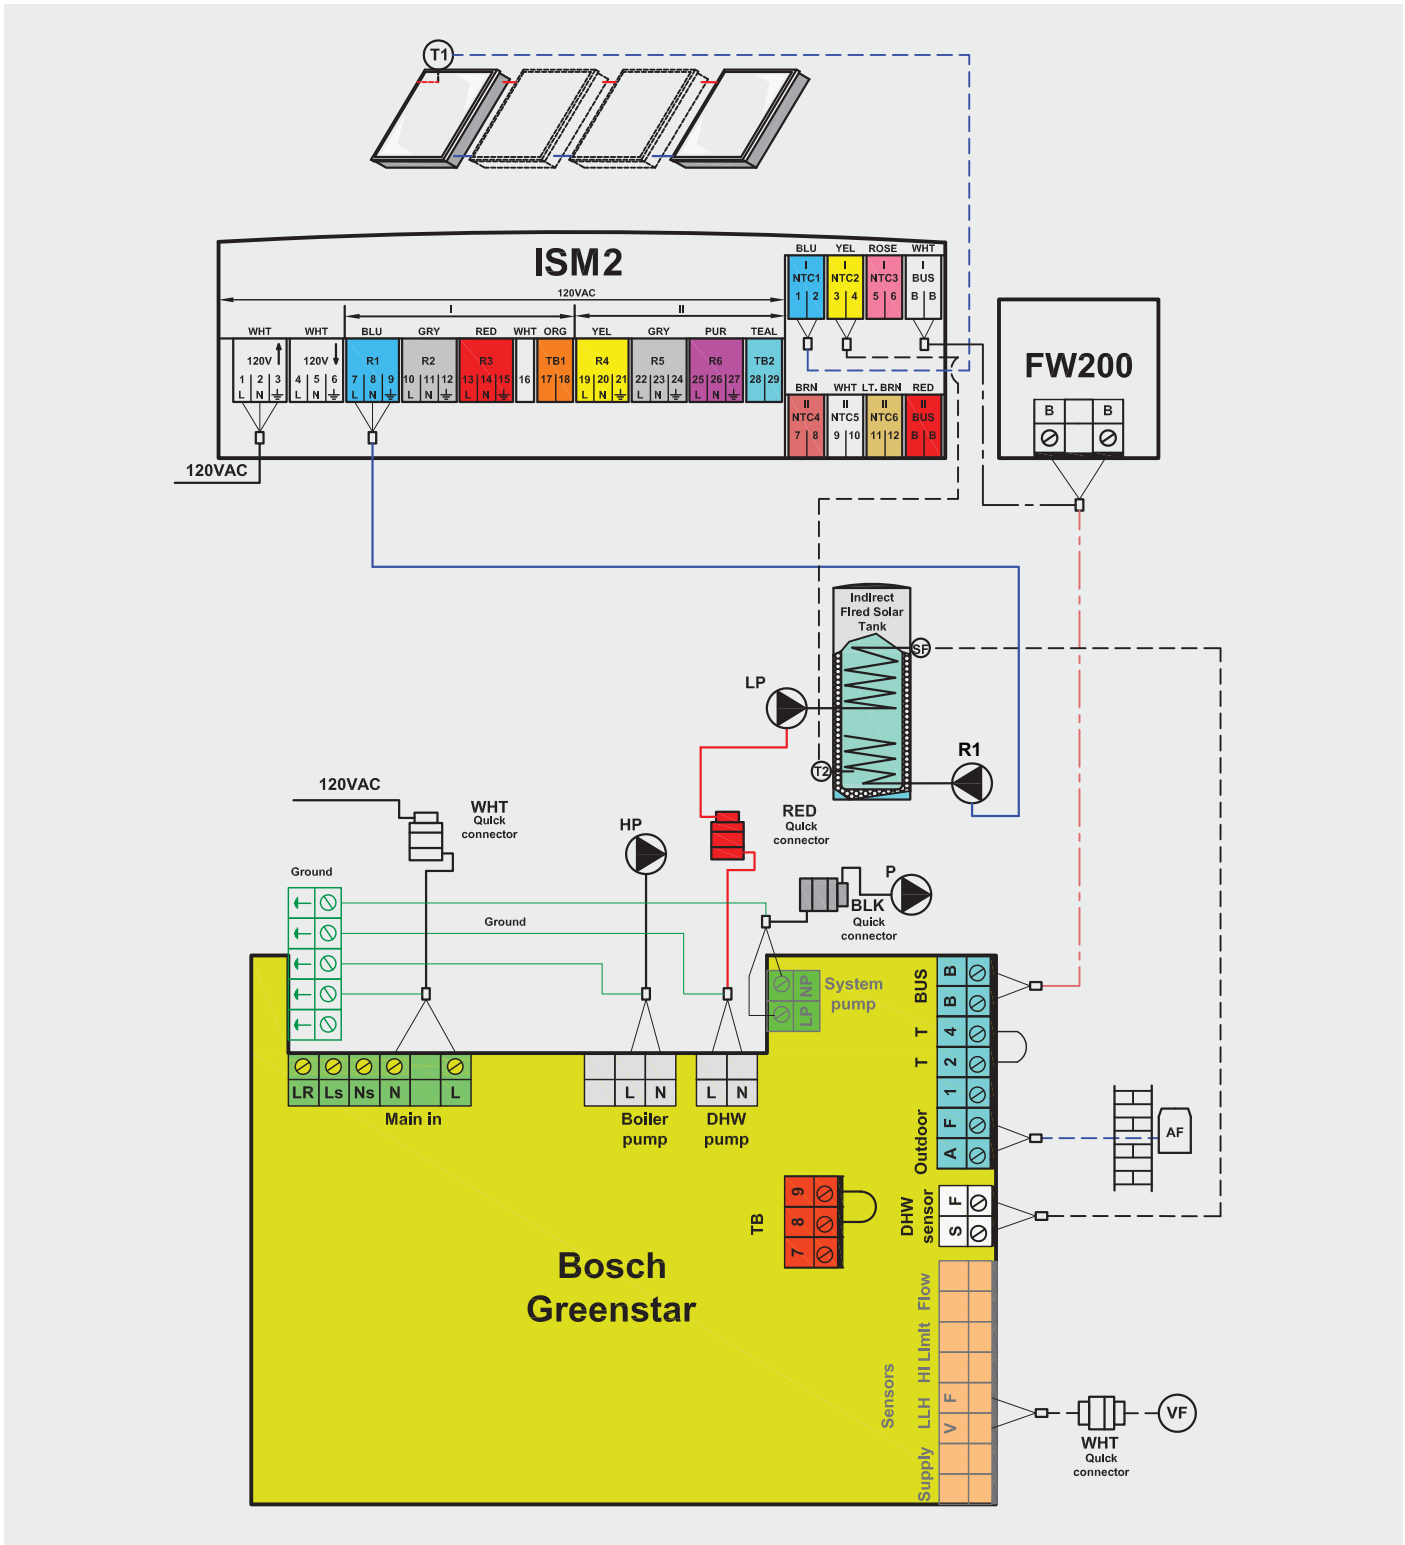 T1
ISM2
120VAC
I
II
BLU YEL ROSE WHT
I I I I
NTC1 NTC2 NTC3 BUS
1 2 3 4 5 6 B B
WHT WHT BLU GRY RED WHT ORG YEL GRY PUR TEAL
120V 120V R1 R2 R3 TB1 R4 R5 R6 TB2
1 2 3 4 5 6 7 8 9 10 11 12 13 14 15 16 17 18 19 20 21 22 23 24 25 26 27 28 29
L N L N L N L N L N L N L N L N
BRN WHT LT. BRN RED
II II II II
NTC4 NTC5 NTC6 BUS
7 8 9 10 11 12 B B
120VAC
FW200
B B
Indirect
Fired Solar
Tank
SF
LP
T2
R1
120VAC
WHT
Quick
connector
HP
RED
Quick
connector
P
BLK
Quick
connector
Ground
Ground
NP
LP
System
pump
LR Ls Ns N L
Main in
L N
Boiler
pump
L N
DHW
pump
BUS
B
B
T
4
T
2
1
Outdoor
F
A
AF
DHW
sensor
F
S
TB
9
8
7
Bosch
Greenstar
Sensors
Flow
HI Limit
LLH
F
V
Supply
VF
WHT
Quick
connector